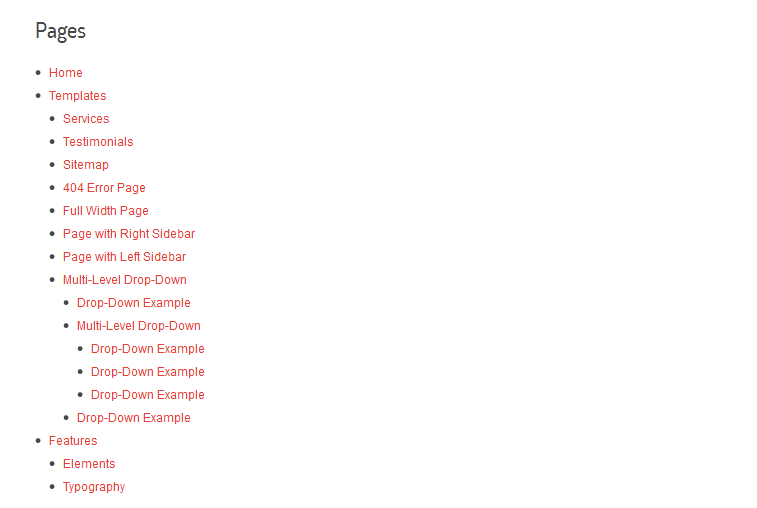 Pages
Home
Templates
Services
Testimonials
Sitemap
404 Error Page
Full Width Page
Page with Right Sidebar
Page with Left Sidebar
Multi-Level Drop-Down
Drop-Down Example
Multi-Level Drop-Down
Drop-Down Example
Drop-Down Example
Drop-Down Example
Drop-Down Example
Features
Elements
Typography